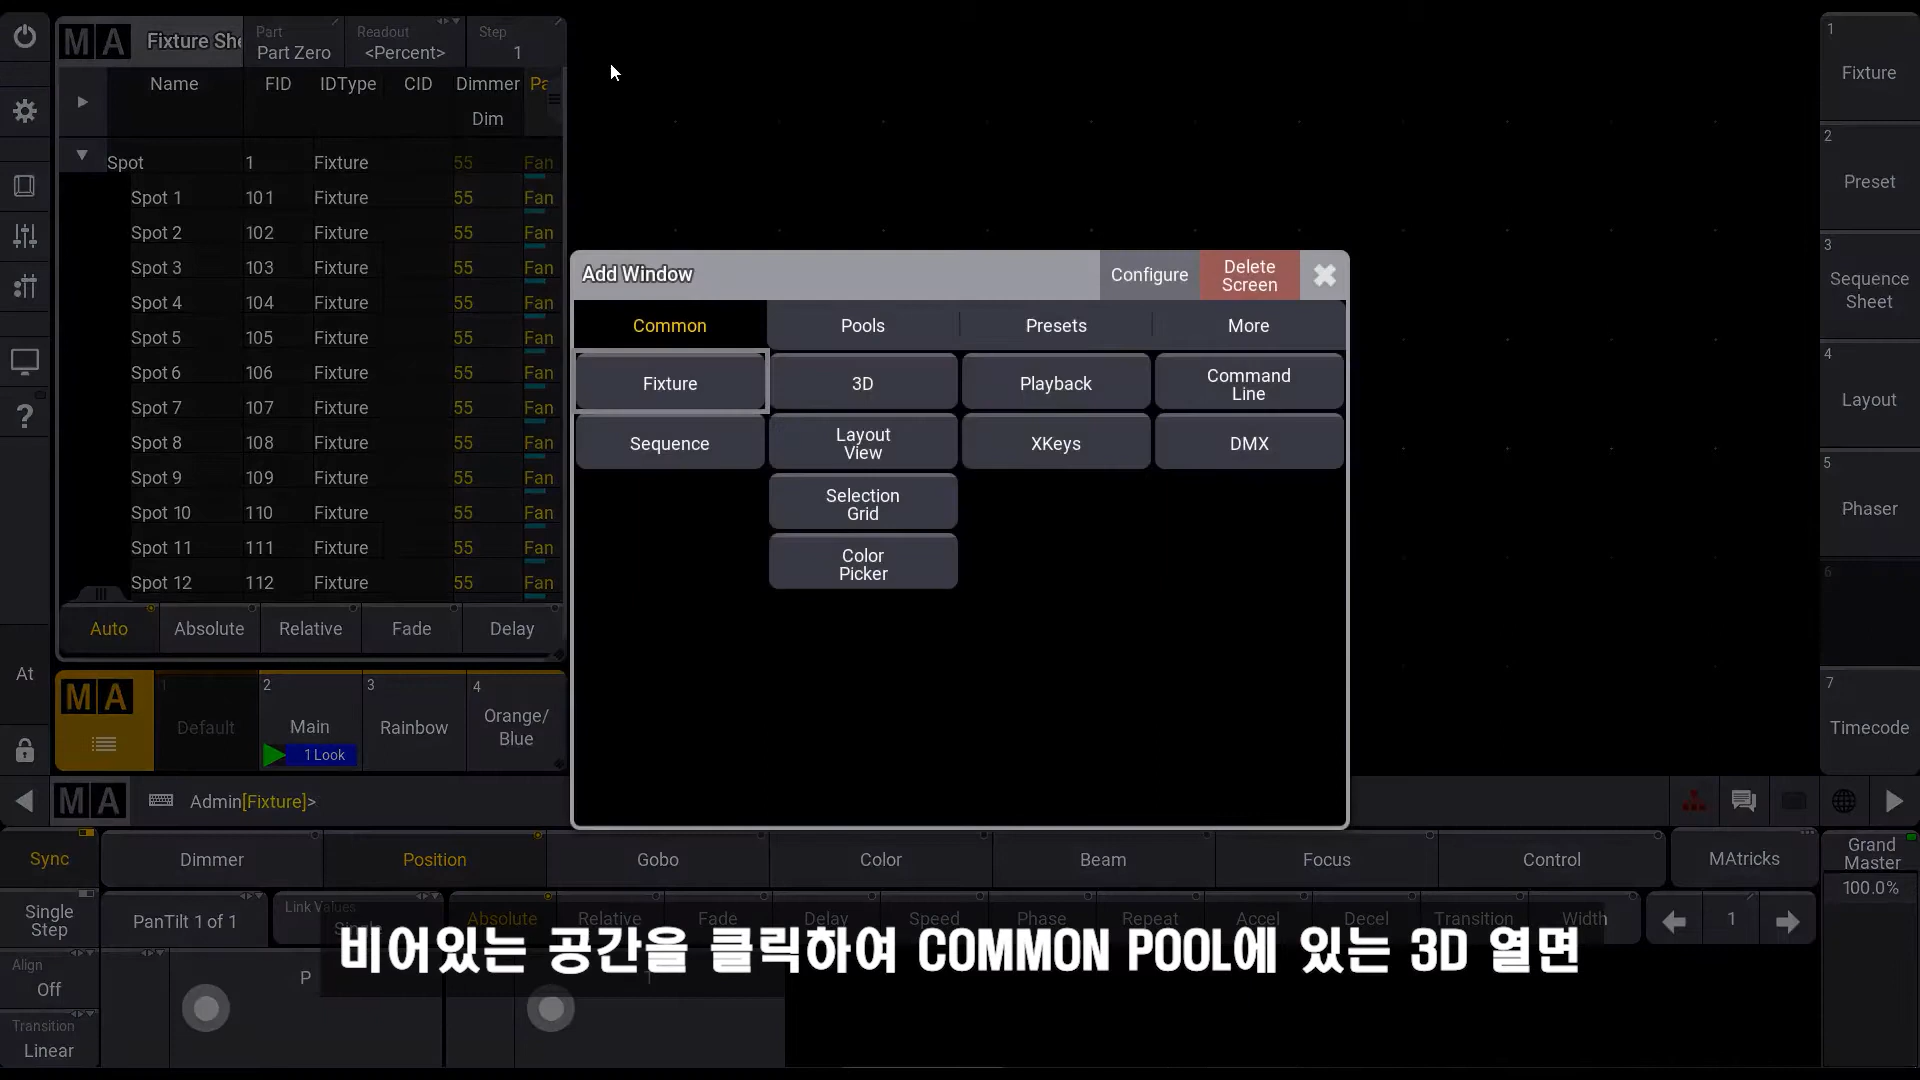 MA Fixture She
Part
Part Zero
Readout
<Percent>
Step
1
Name FID IDType CID Dimmer Pa
Dim
Spot 1 Fixture 55 Fan
Spot 1 101 Fixture 55 Fan
Spot 2 102 Fixture 55 Fan
Spot 3 103 Fixture 55 Fan
Spot 4 104 Fixture 55 Fan
Spot 5 105 Fixture 55 Fan
Spot 6 106 Fixture 55 Fan
Spot 7 107 Fixture 55 Fan
Spot 8 108 Fixture 55 Fan
Spot 9 109 Fixture 55 Fan
Spot 10 110 Fixture 55 Fan
Spot 11 111 Fixture 55 Fan
Spot 12 112 Fixture 55 Fan
Auto Absolute Relative Fade Delay
At
MA
1
Default
2
Main
1 Look
3
Rainbow
4
Orange/
Blue
Add Window
Configure
Delete
Screen
Common Pools Presets More
Fixture 3D Playback
Command
Line
Sequence
Layout
View
XKeys DMX
Selection
Grid
Color
Picker
1
Fixture
2
Preset
3
Sequence
Sheet
4
Layout
5
Phaser
6
7
Timecode
MA Admin[Fixture]>
Sync Dimmer Position Gobo Color Beam Focus Control MAtricks
Grand
Master
100.0%
Single
Step
PanTilt 1 of 1
Link Values
Single
Absolute Relative Fade Delay Speed Phase Repeat Accel Decel Transition Width
1
비어있는 공간을 클릭하여 COMMON POOL에 있는 3D 열면
Align
Off
P
T
Transition
Linear